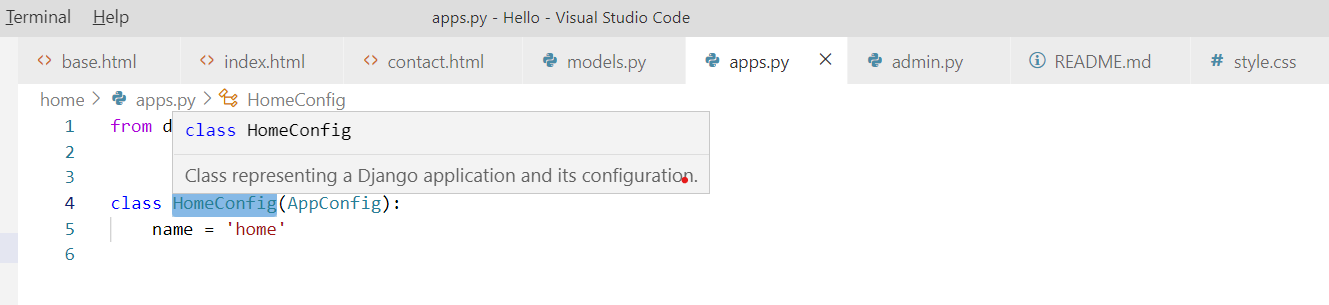 Terminal Help apps.py - Hello - Visual Studio Code
base.html index.html contact.html models.py apps.py admin.py README.md style.css
home > apps.py > HomeConfig
1 from d
class HomeConfig
2
3
Class representing a Django application and its configuration.
4 class HomeConfig(AppConfig):
5 name = 'home'
6